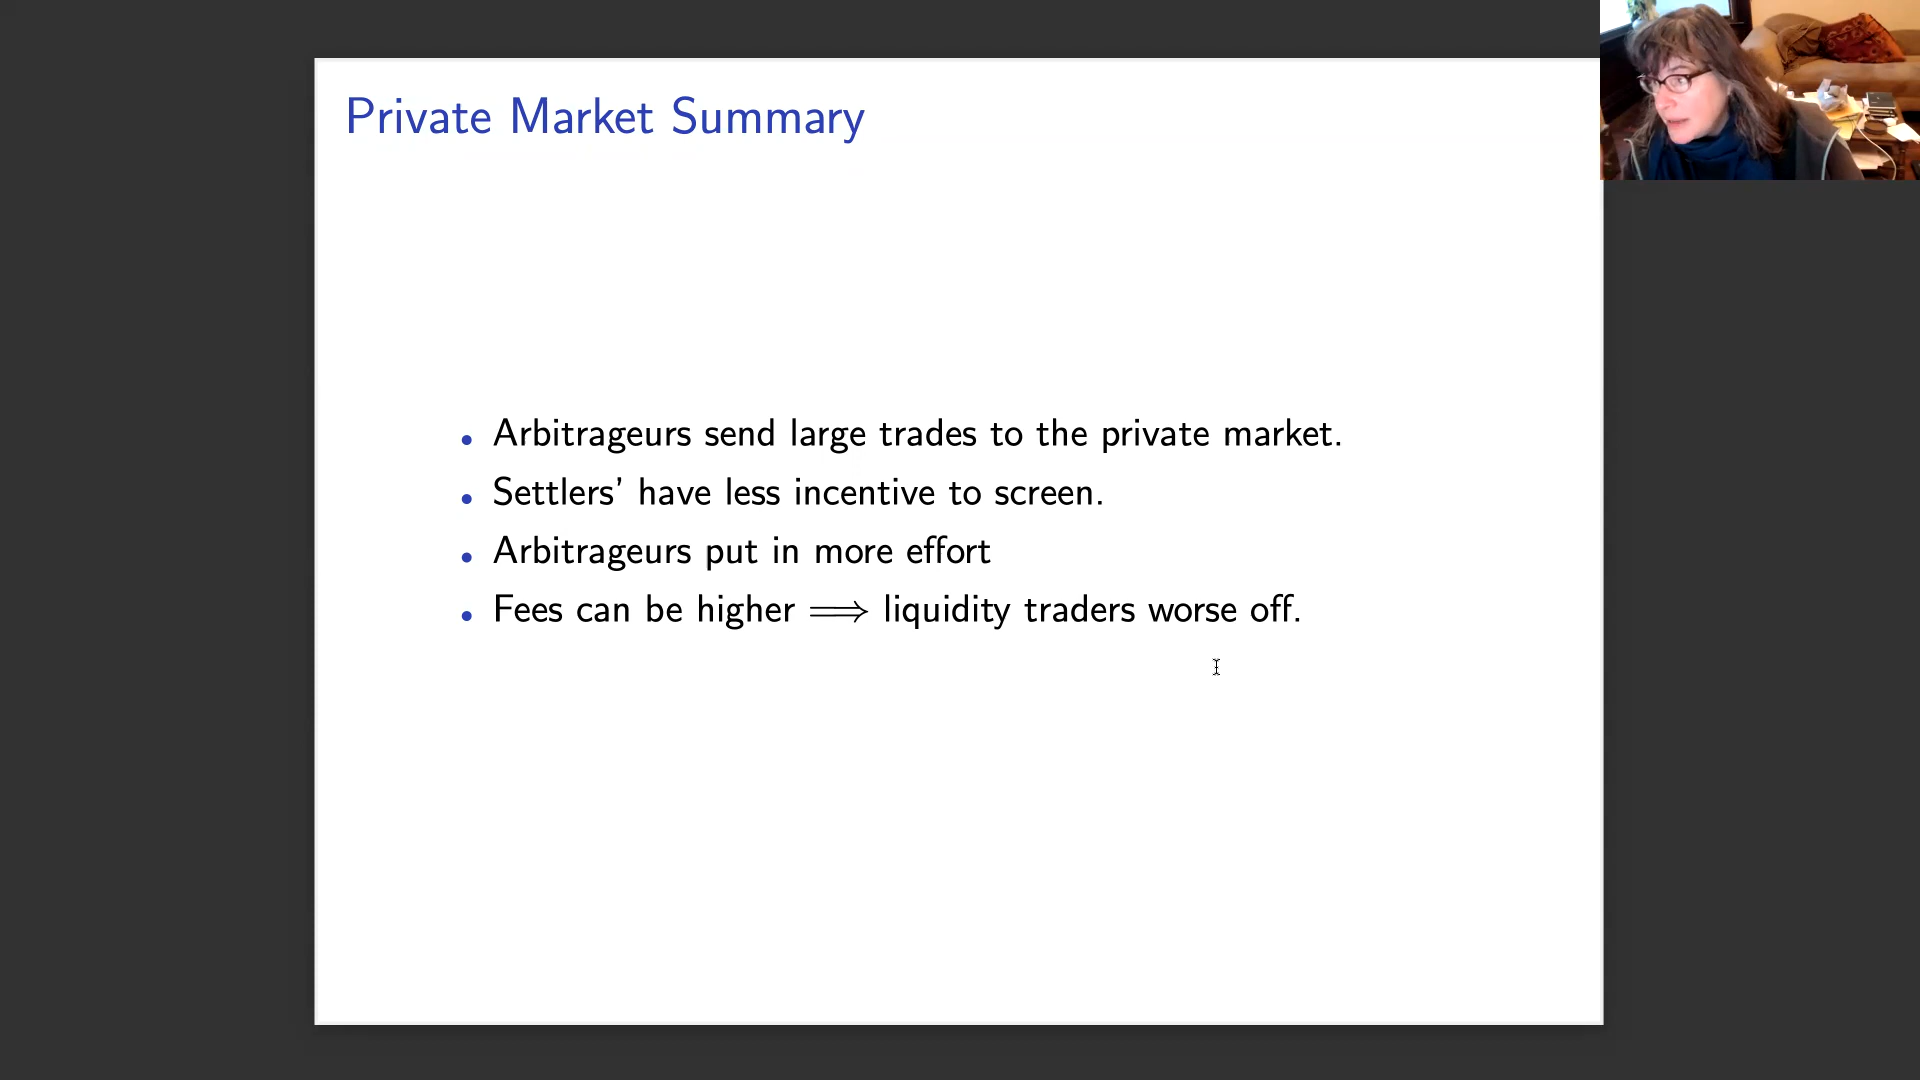 Private Market Summary
• Arbitrageurs send large trades to the private market.
• Settlers’ have less incentive to screen.
• Arbitrageurs put in more effort
• Fees can be higher ⟹ liquidity traders worse off.